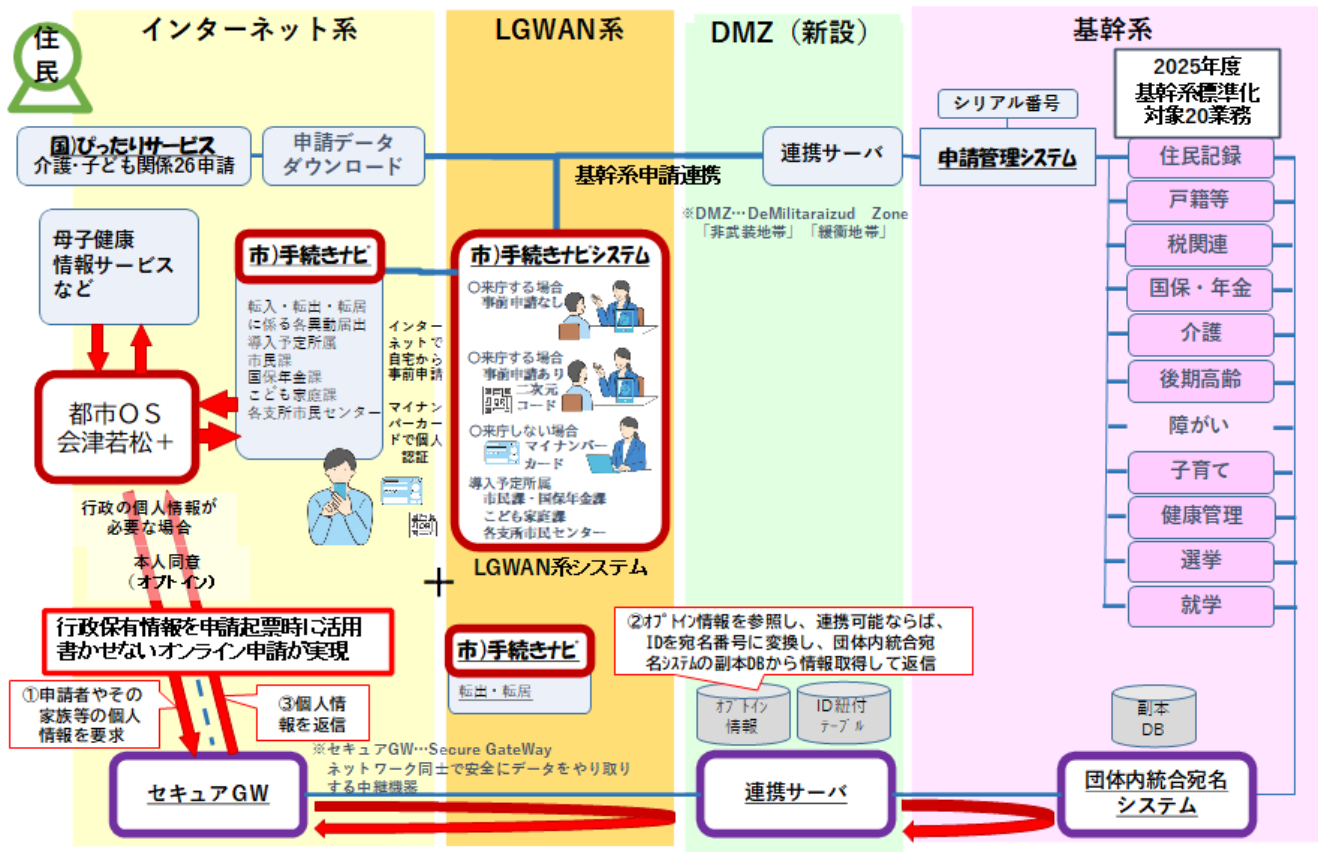 住
民
インターネット系
LGWAN系
DMZ（新設）
基幹系
2025年度
基幹系標準化
対象20業務
シリアル番号
国)ぴったりサービス
介護･子ども関係26申請
申請データ
ダウンロード
基幹系申請連携
連携サーバ
申請管理システム
※DMZ…DeMilitaraizud　Zone
「非武装地帯」「緩衝地帯」
住民記録
戸籍等
税関連
国保・年金
介護
後期高齢
障がい
子育て
健康管理
選挙
就学
母子健康
情報サービス
など
市)手続きナビ
転入・転出・転居
に係る各異動届出
導入予定所属
市民課
国保年金課
こども家庭課
各支所市民センター
インター
ネットで
自宅から
事前申請
マイナン
バーカー
ドで個人
認証
市)手続きナビシステム
○来庁する場合
事前申請なし
○来庁する場合
事前申請あり
二次元
コード
○来庁しない場合
マイナンバー
カード
導入予定所属
市民課・国保年金課
こども家庭課
各支所市民センター
LGWAN系システム
都市OS
会津若松＋
行政の個人情報が
必要な場合
本人同意
（オプトイン）
+
行政保有情報を申請起票時に活用
書かせないオンライン申請が実現
①申請者やその
家族等の個人
情報を要求
③個人情
報を返信
市)手続きナビ
転出・転居
②ｵﾌﾟﾄｲﾝ情報を参照し、連携可能ならば、
IDを宛名番号に変換し、団体内統合宛
名ｼｽﾃﾑの副本DBから情報取得して返信
ｵﾌﾟﾄｲﾝ
情報
ID紐付
ﾃｰﾌﾞﾙ
副本
DB
※セキュアGW…Secure GateWay
ネットワーク同士で安全にデータをやり取り
する中継機器
セキュアGW
連携サーバ
団体内統合宛名
システム